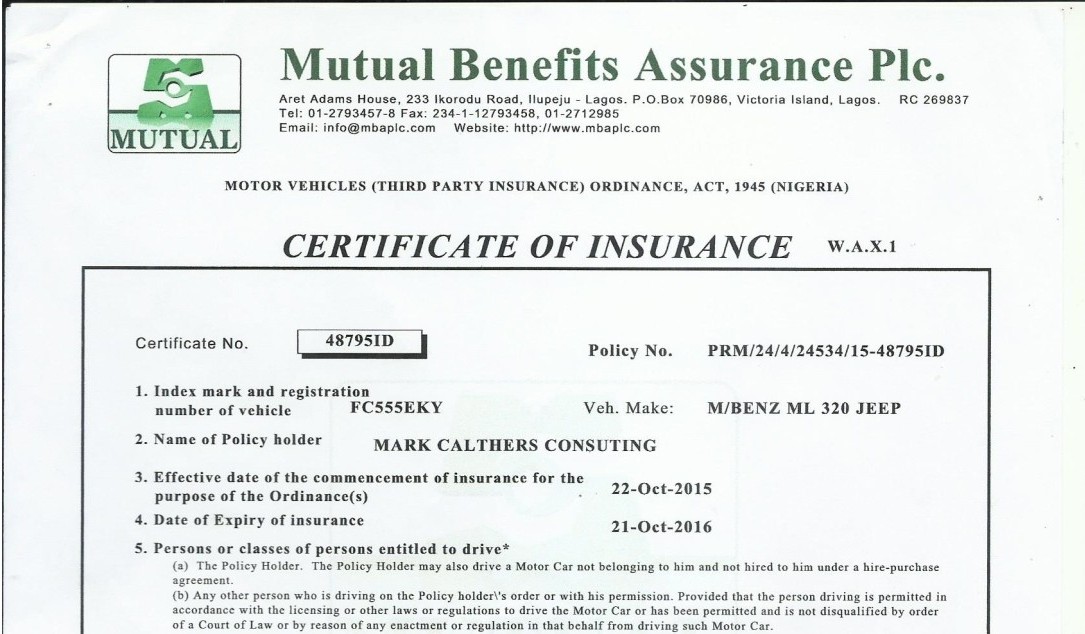 MUTUAL
Mutual Benefits Assurance Plc.
Aret Adams House, 233 Ikorodu Road, Ilupeju - Lagos. P.O.Box 70986, Victoria Island, Lagos. RC 269837
Tel: 01-2793457-8 Fax: 234-1-12793458, 01-2712985
Email: info@mbaplc.com Website: http://www.mbaplc.com
MOTOR VEHICLES (THIRD PARTY INSURANCE) ORDINANCE, ACT, 1945 (NIGERIA)
CERTIFICATE OF INSURANCE W.A.X.1
Certificate No. 48795ID
Policy No. PRM/24/4/24534/15-48795ID
1. Index mark and registration
number of vehicle FC555EKY Veh. Make: M/BENZ ML 320 JEEP
2. Name of Policy holder MARK CALTHERS CONSUTING
3. Effective date of the commencement of insurance for the
purpose of the Ordinance(s) 22-Oct-2015
4. Date of Expiry of insurance 21-Oct-2016
5. Persons or classes of persons entitled to drive*
(a) The Policy Holder. The Policy Holder may also drive a Motor Car not belonging to him and not hired to him under a hire-purchase
agreement.
(b) Any other person who is driving on the Policy holder\'s order or with his permission. Provided that the person driving is permitted in
accordance with the licensing or other laws or regulations to drive the Motor Car or has been permitted and is not disqualified by order
of a Court of Law or by reason of any enactment or regulation in that behalf from driving such Motor Car.